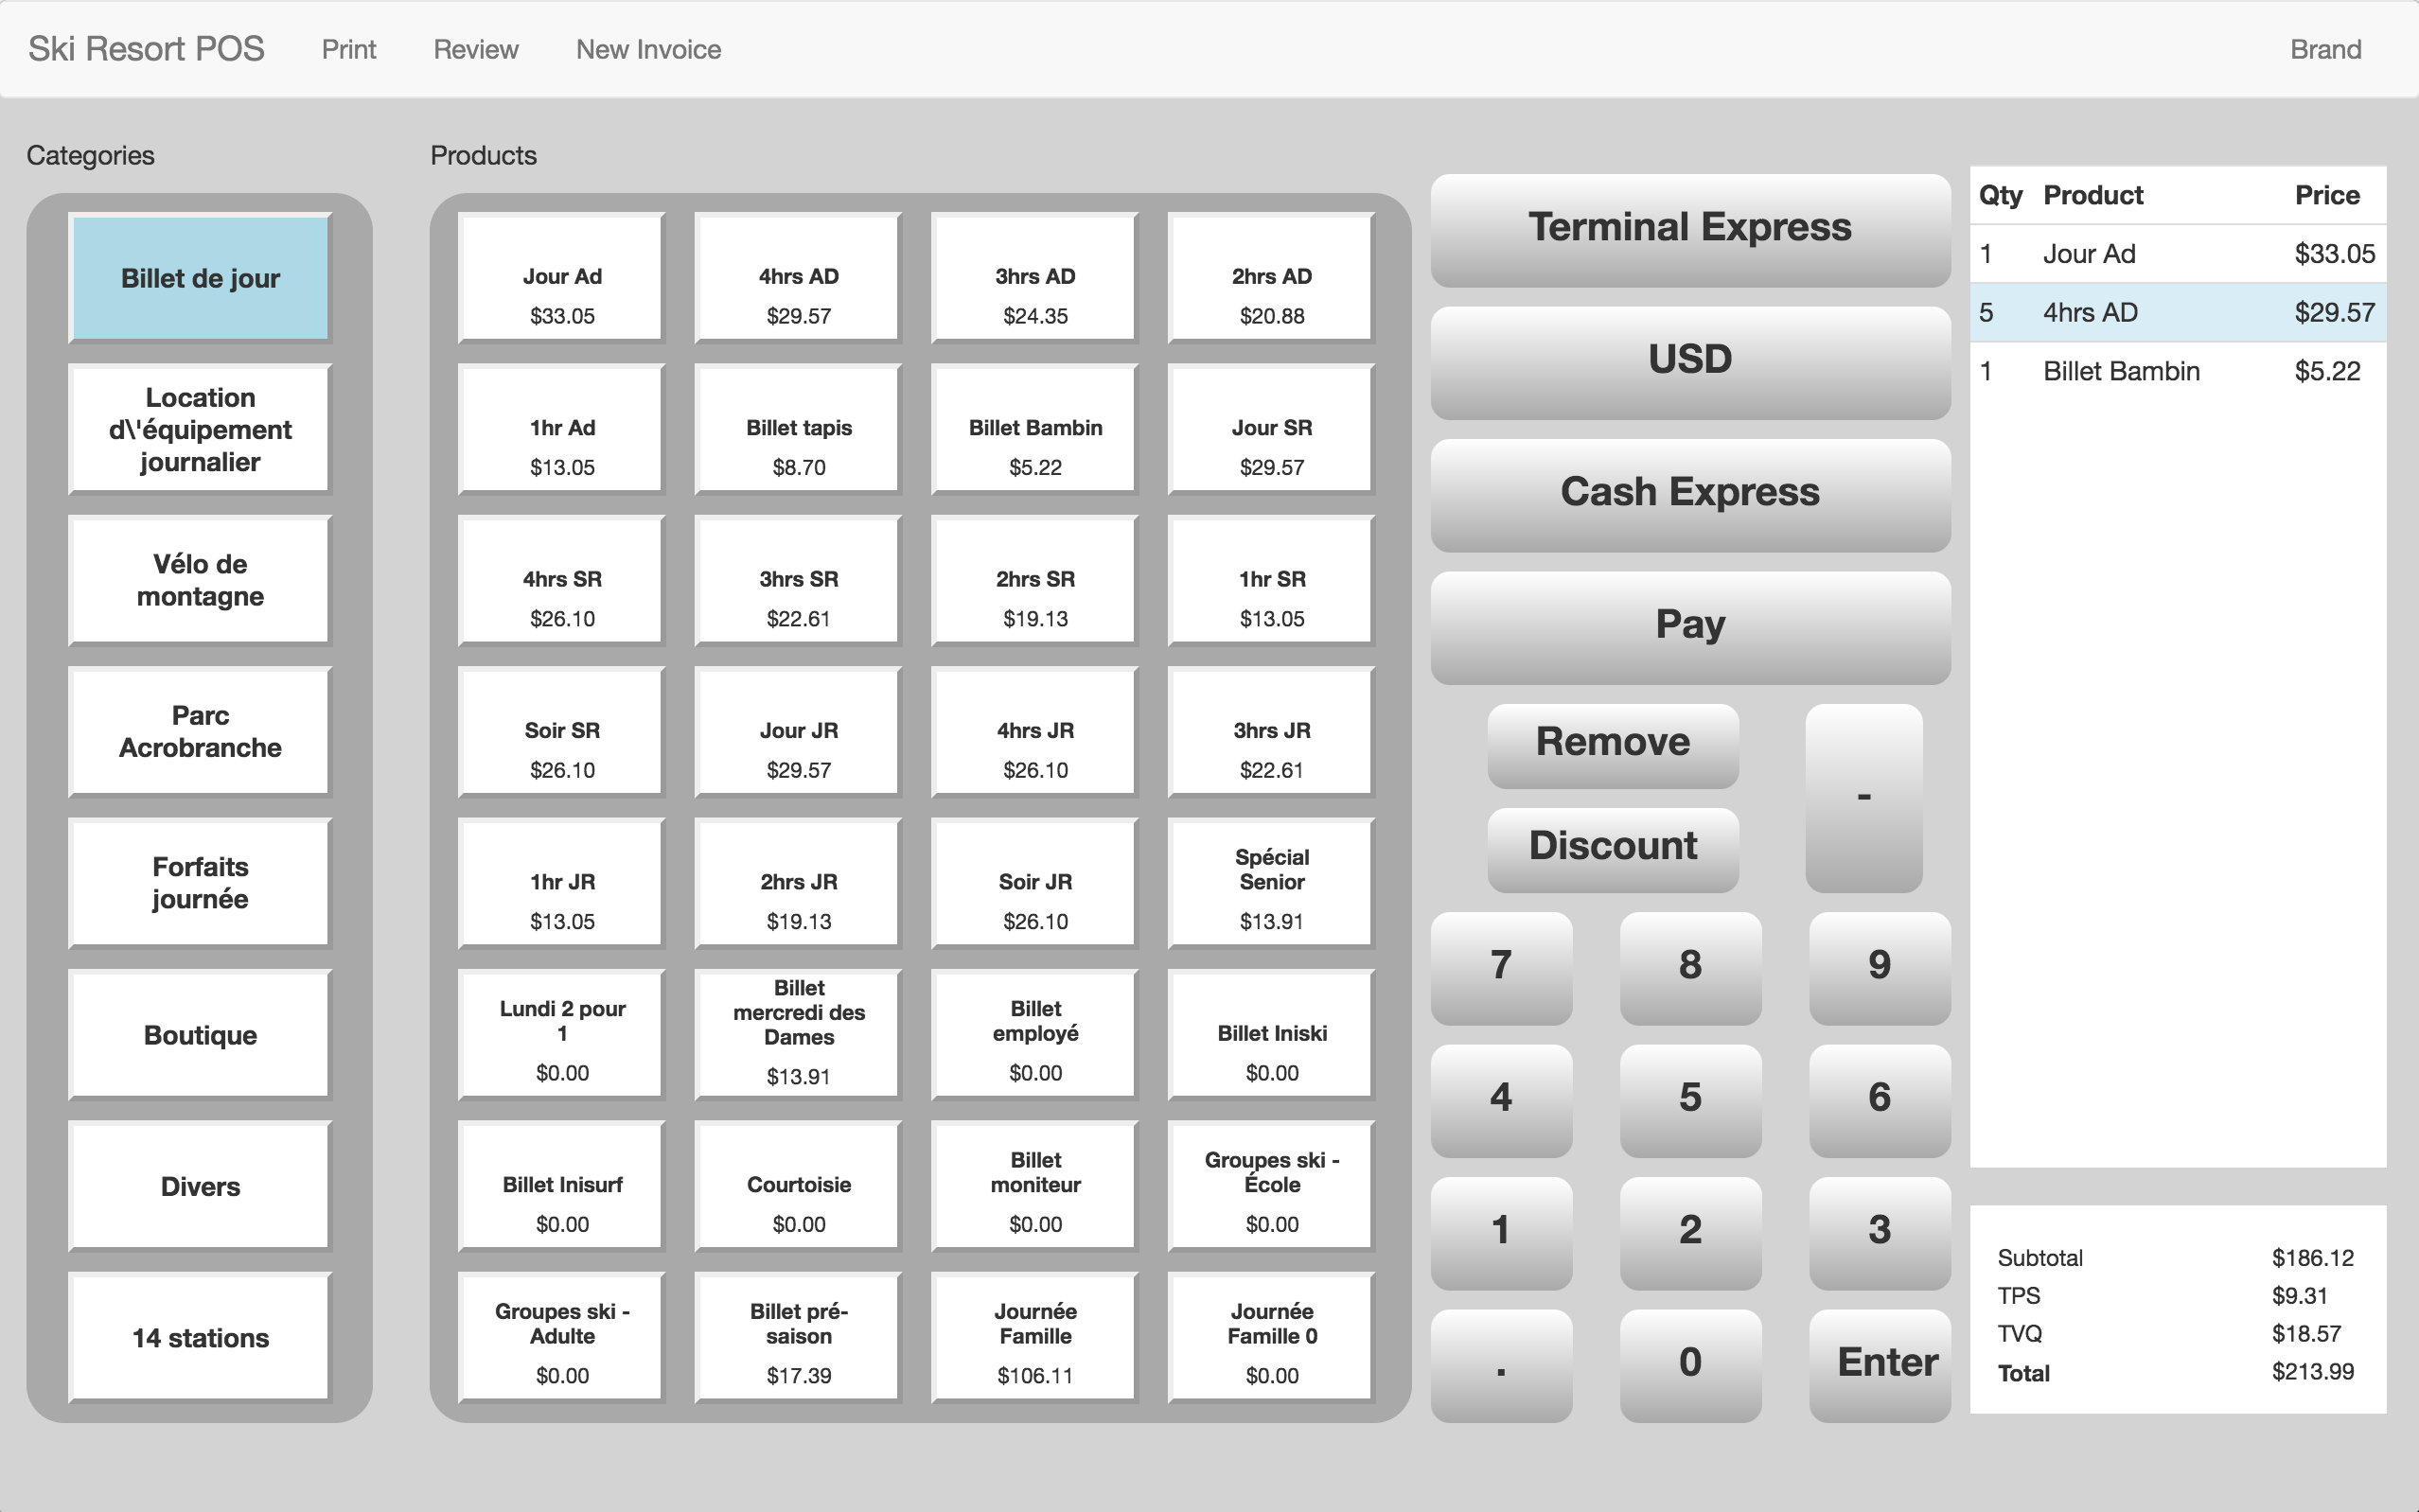 Ski Resort POS Print Review New Invoice Brand
Categories
Billet de jour
Location
d\'équipement
journalier
Vélo de
montagne
Parc
Acrobranche
Forfaits
journée
Boutique
Divers
14 stations
Products
Jour Ad
$33.05
4hrs AD
$29.57
3hrs AD
$24.35
2hrs AD
$20.88
1hr Ad
$13.05
Billet tapis
$8.70
Billet Bambin
$5.22
Jour SR
$29.57
4hrs SR
$26.10
3hrs SR
$22.61
2hrs SR
$19.13
1hr SR
$13.05
Soir SR
$26.10
Jour JR
$29.57
4hrs JR
$26.10
3hrs JR
$22.61
1hr JR
$13.05
2hrs JR
$19.13
Soir JR
$26.10
Spécial
Senior
$13.91
Lundi 2 pour
1
$0.00
Billet
mercredi des
Dames
$13.91
Billet
employé
$0.00
Billet Iniski
$0.00
Billet Inisurf
$0.00
Courtoisie
$0.00
Billet
moniteur
$0.00
Groupes ski -
École
$0.00
Groupes ski -
Adulte
$0.00
Billet pré-
saison
$17.39
Journée
Famille
$106.11
Journée
Famille 0
$0.00
Terminal Express
USD
Cash Express
Pay
Remove
Discount
-
7 8 9
4 5 6
1 2 3
. 0 Enter
Qty Product Price
1 Jour Ad $33.05
5 4hrs AD $29.57
1 Billet Bambin $5.22
Subtotal $186.12
TPS $9.31
TVQ $18.57
Total $213.99